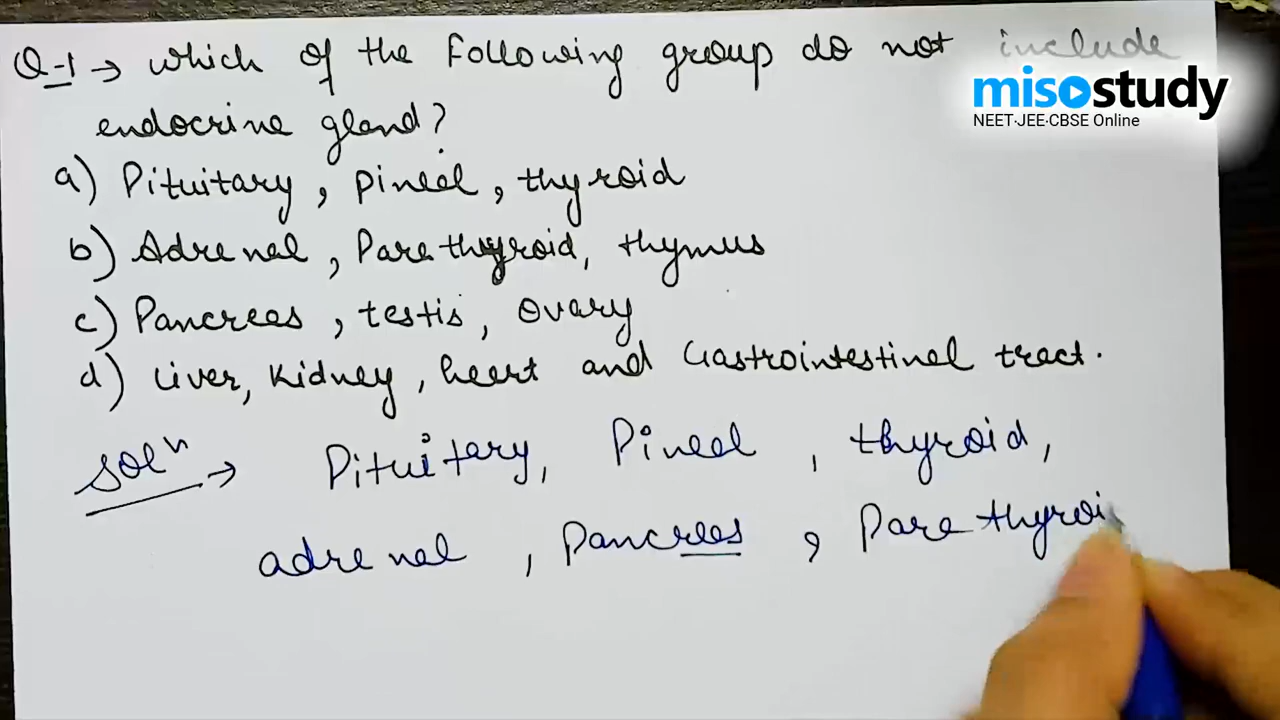 Q-1 → which of the following group do not include
endocrine gland?
a) Pituitary, pineal, thyroid
b) Adrenal, Parathyroid, thymus
c) Pancreas, testis, ovary
d) Liver, Kidney, heart and Gastrointestinal tract.
solⁿ → Pituitary, Pineal, thyroid,
adrenal, pancreas, Parathyroi
misostudy
NEET·JEE·CBSE Online